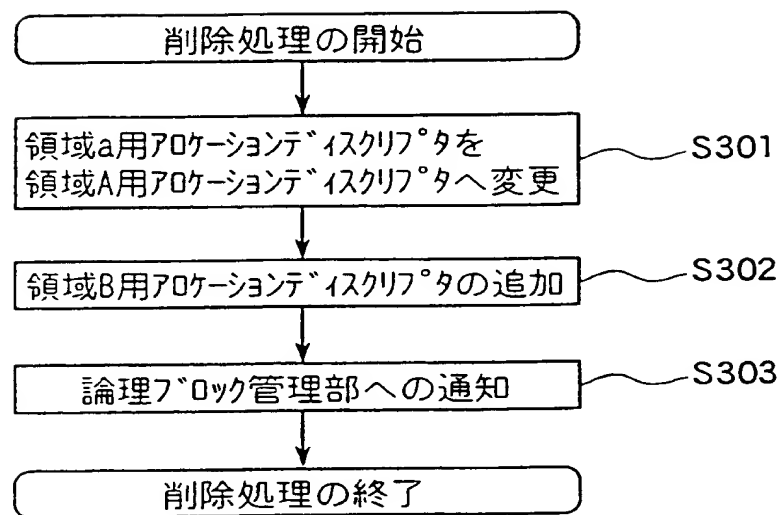 削除処理の開始
領域a用ｱﾛｹｰｼｮﾝﾃﾞｨｽｸﾘﾌﾟﾀを
領域A用ｱﾛｹｰｼｮﾝﾃﾞｨｽｸﾘﾌﾟﾀへ変更
S301
領域B用ｱﾛｹｰｼｮﾝﾃﾞｨｽｸﾘﾌﾟﾀの追加
S302
論理ﾌﾞﾛｯｸ管理部への通知
S303
削除処理の終了